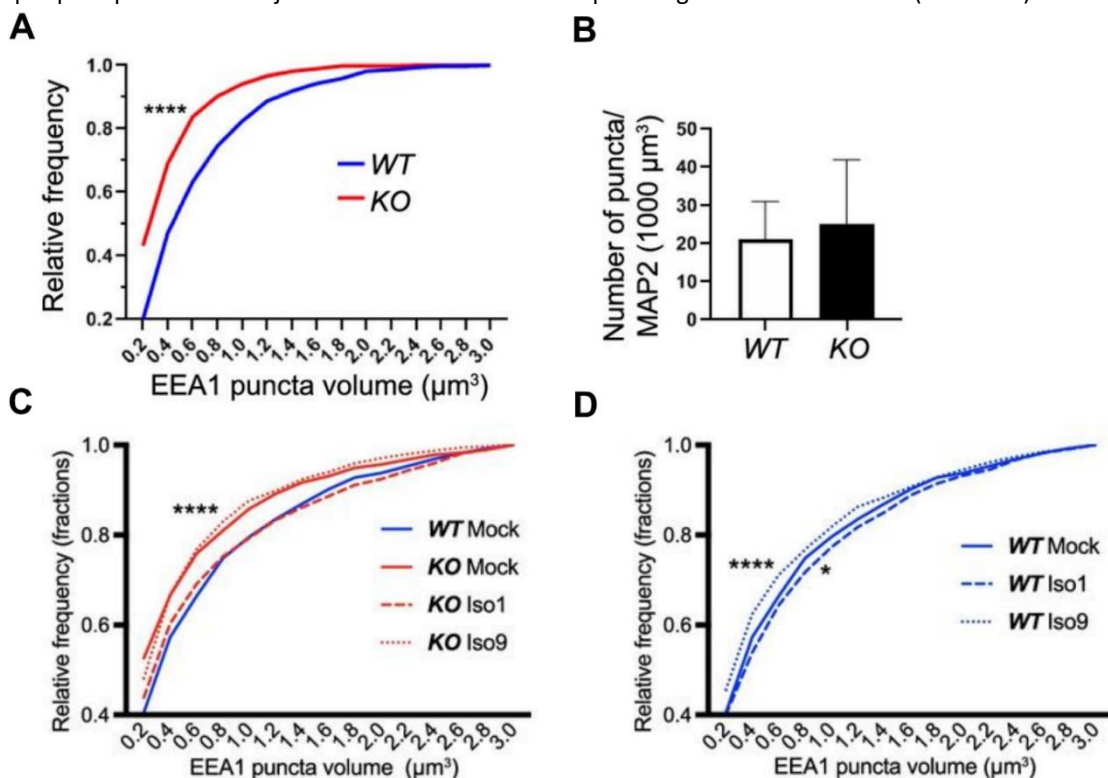 A
B
Relative frequency
1.0
0.8
0.6
0.4
0.2
****
WT
KO
0.2 0.4 0.6 0.8 1.0 1.2 1.4 1.6 1.8 2.0 2.2 2.4 2.6 2.8 3.0
EEA1 puncta volume (µm³)
Number of puncta/
MAP2 (1000 µm³)
50
40
30
20
10
0
WT KO
C
D
Relative frequency (fractions)
1.0
0.8
0.6
0.4
****
WT Mock
KO Mock
KO Iso1
KO Iso9
0.2 0.4 0.6 0.8 1.0 1.2 1.4 1.6 1.8 2.0 2.2 2.4 2.6 2.8 3.0
EEA1 puncta volume (µm³)
Relative frequency (fractions)
1.0
0.8
0.6
0.4
****
*
WT Mock
WT Iso1
WT Iso9
0.2 0.4 0.6 0.8 1.0 1.2 1.4 1.6 1.8 2.0 2.2 2.4 2.6 2.8 3.0
EEA1 puncta volume (µm³)